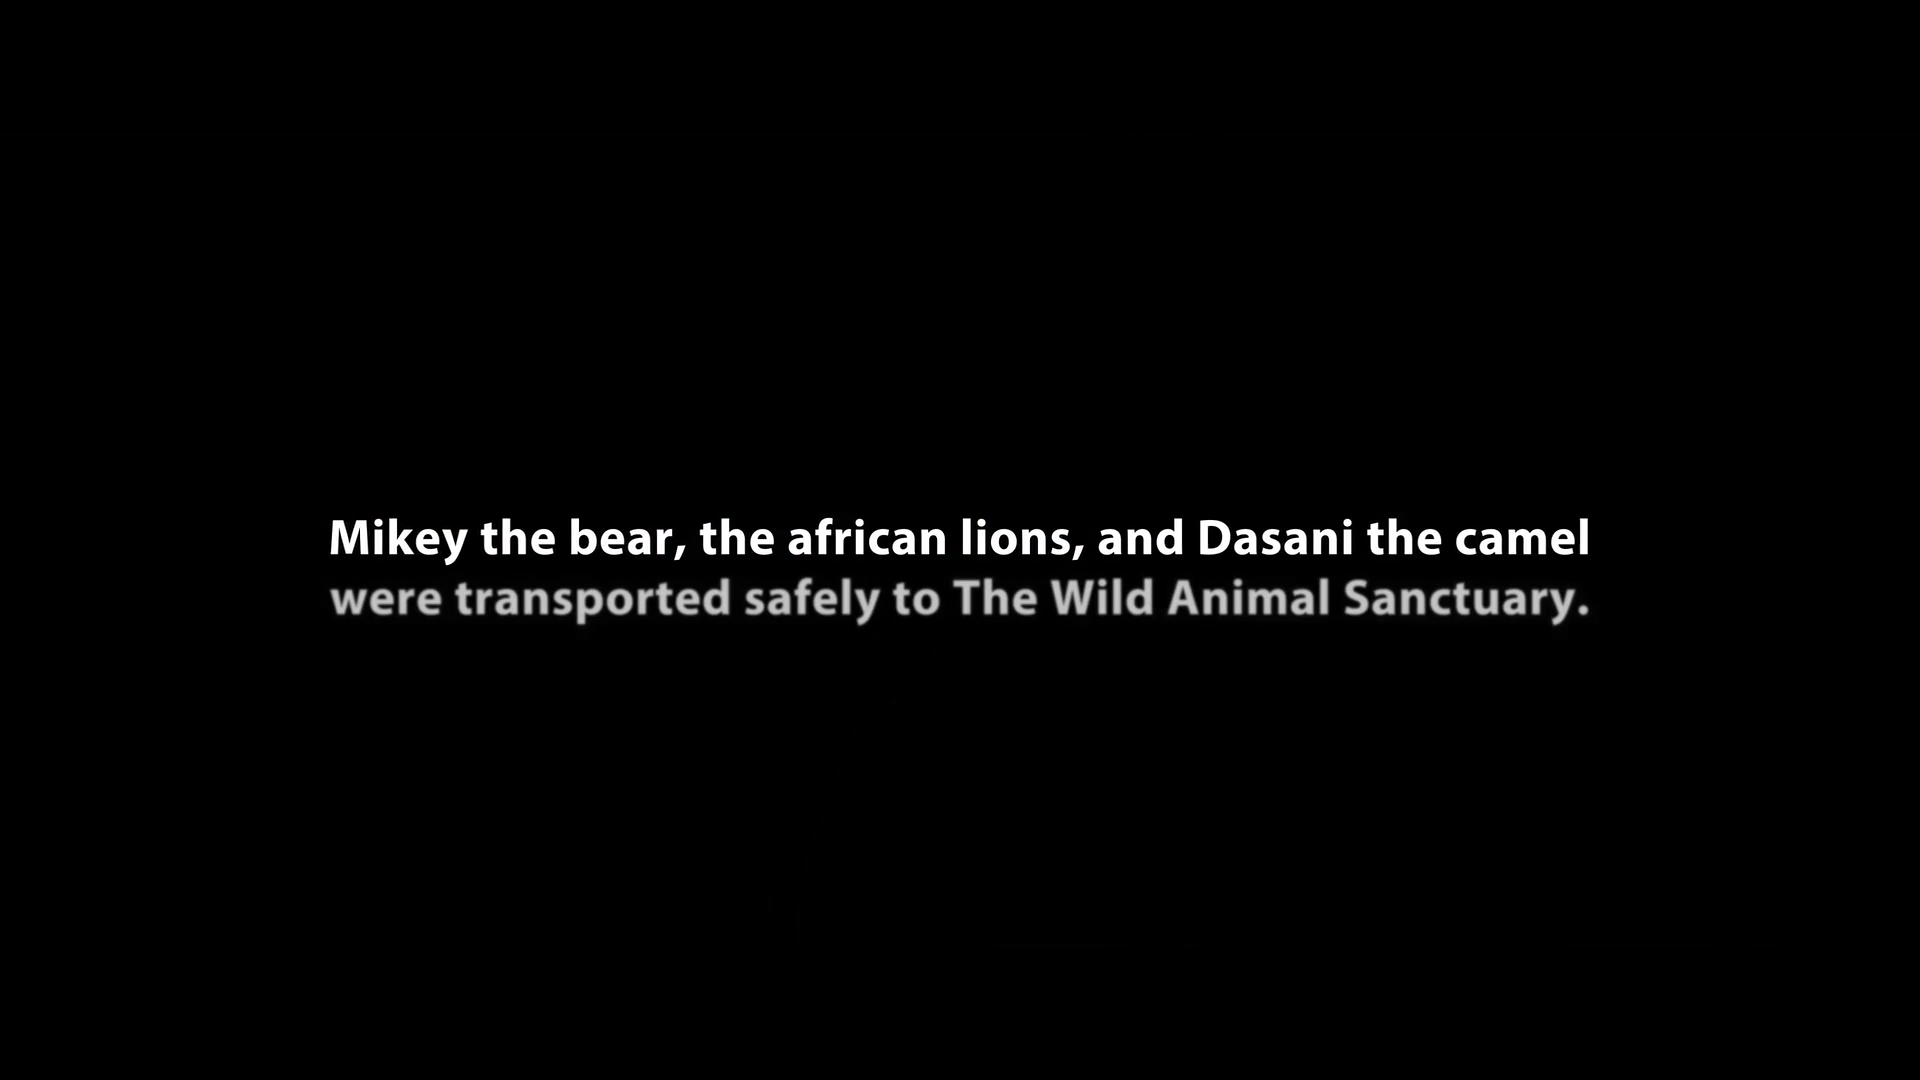 Mikey the bear, the african lions, and Dasani the camel
were transported safely to The Wild Animal Sanctuary.